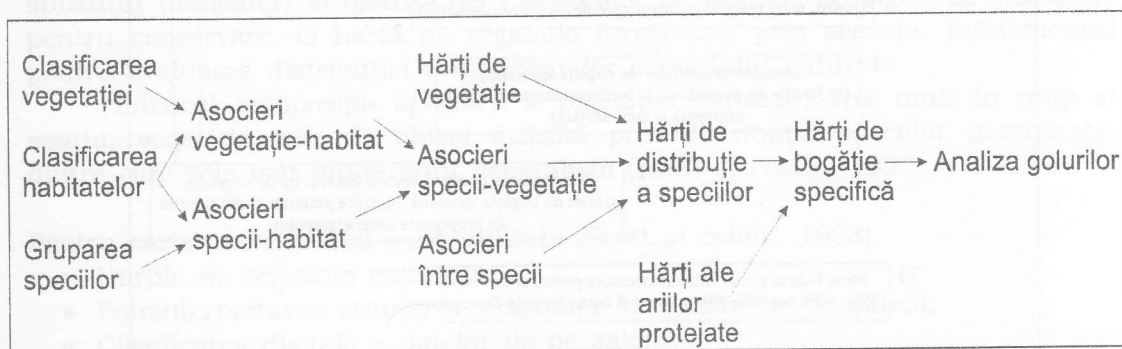 Clasificarea
vegetației
Clasificarea
habitatelor
Gruparea
speciilor
Asocieri
vegetație-habitat
Asocieri
specii-habitat
Hărți de
vegetație
Asocieri
specii-vegetație
Asocieri
între specii
Hărți de
distribuție
a speciilor
Hărți ale
ariilor
protejate
Hărți de
bogăție
specifică
Analiza golurilor